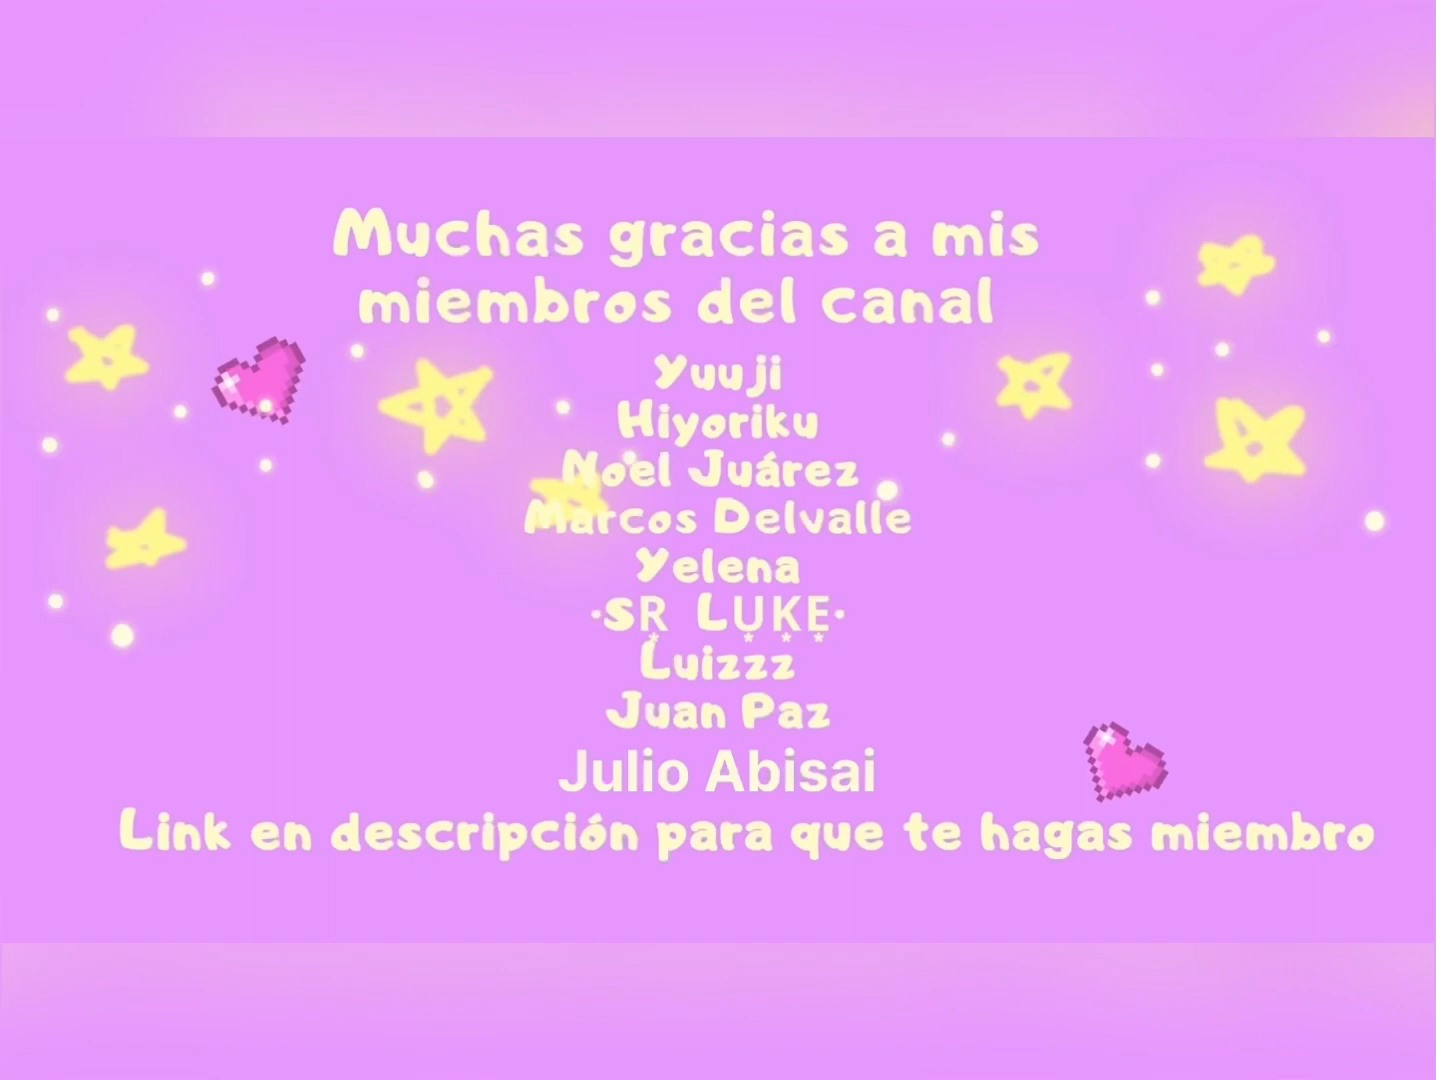 Muchas gracias a mis
miembros del canal
Yuuji
Hiyoriku
Noel Juárez
Marcos Delvalle
Yelena
·SR͙ LU͙K͙E͙·
Luizzz
Juan Paz
Julio Abisai
Link en descripción para que te hagas miembro